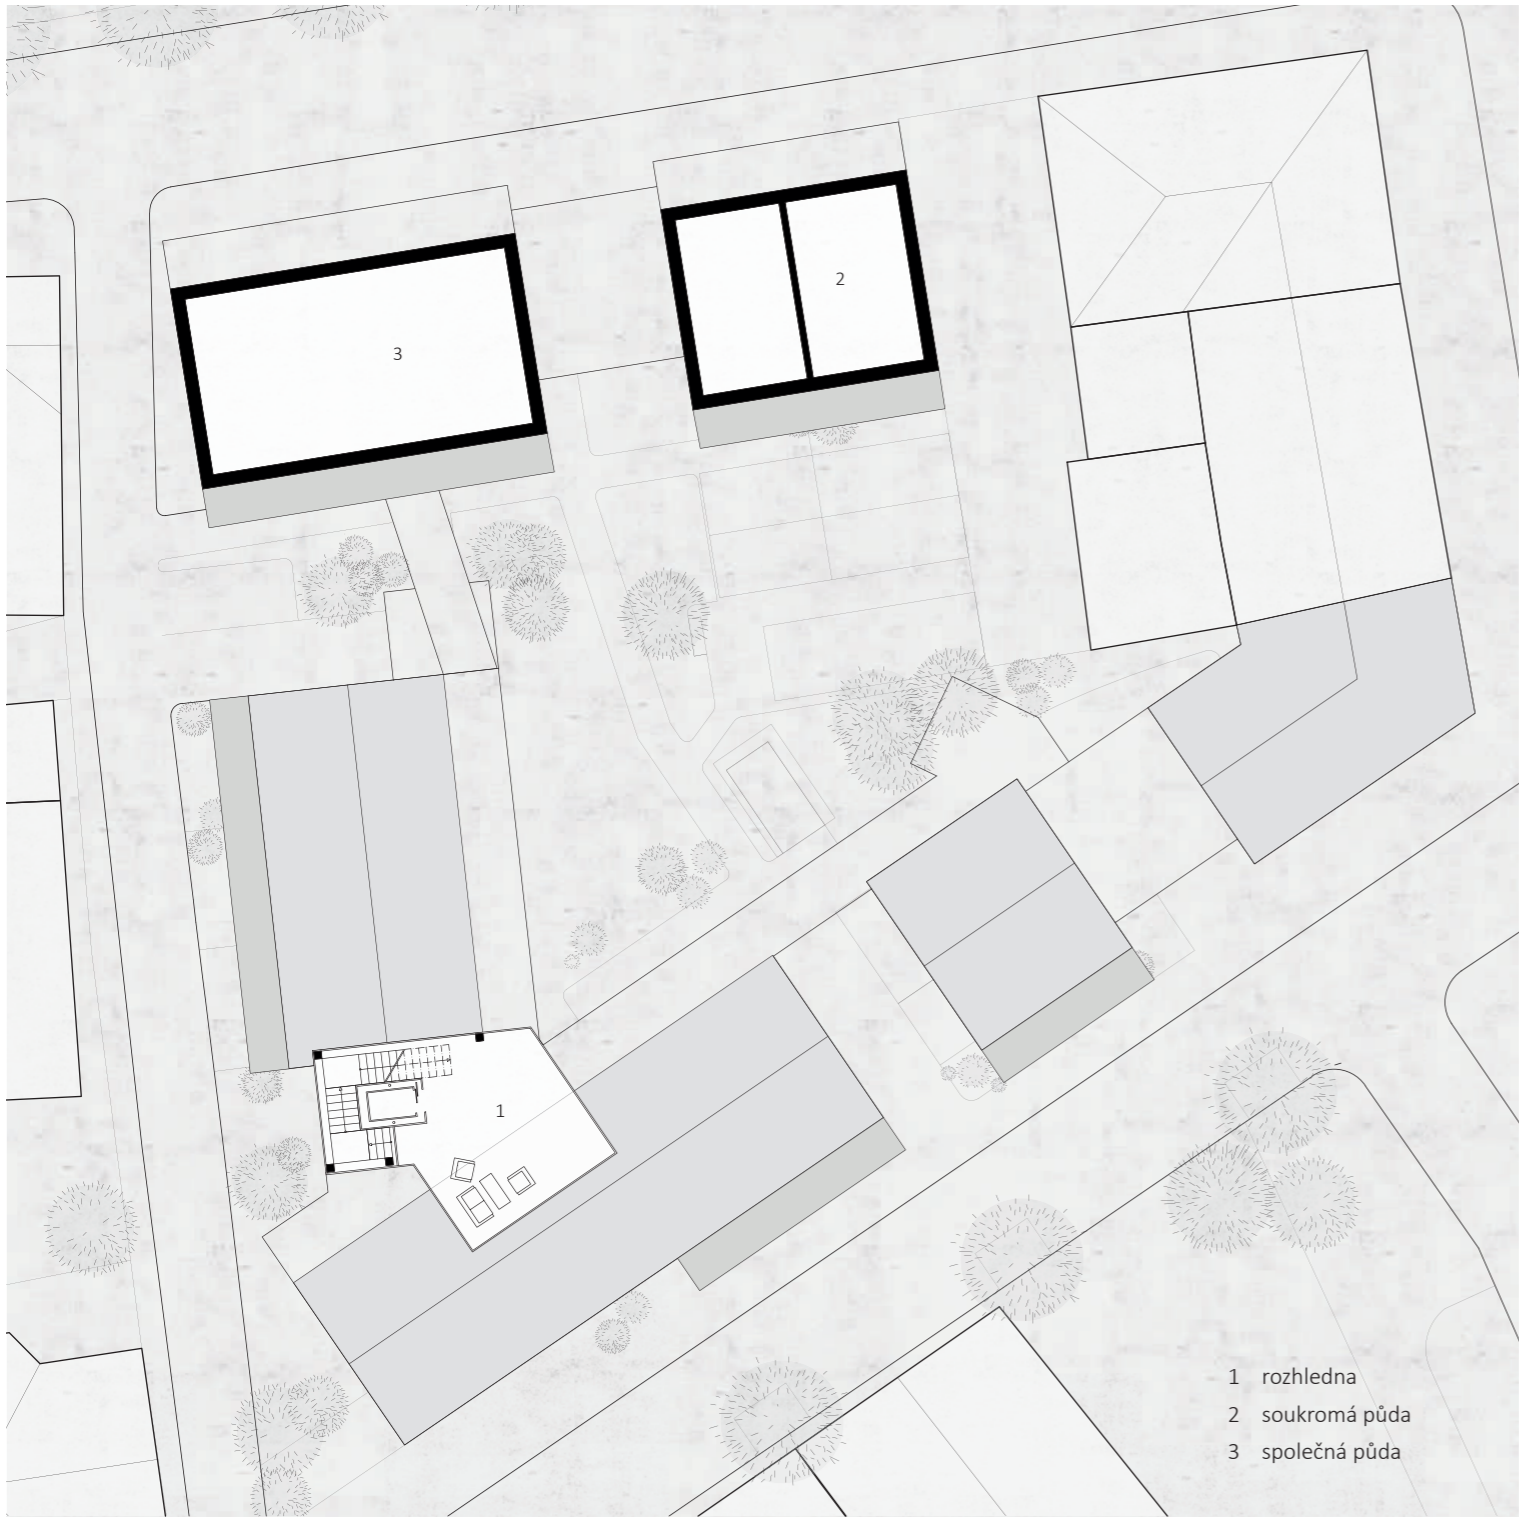 2
3
1
1 rozhledna
2 soukromá půda
3 společná půda